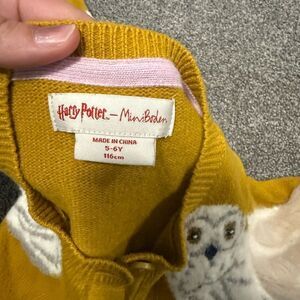 Harry Potter — Mini Boden
MADE IN CHINA
5-6Y
116cm